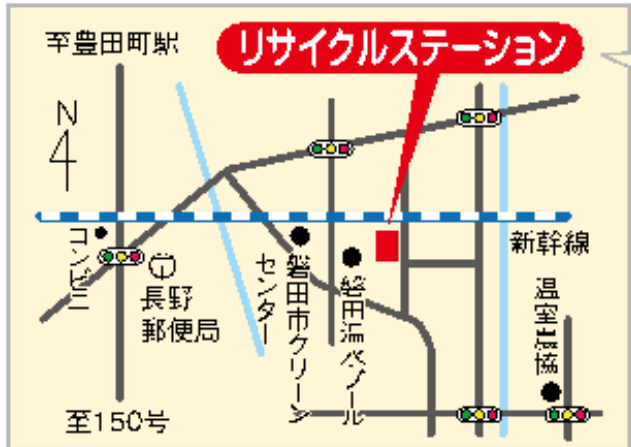 至豊田町駅
リサイクルステーション
N
コンビニ
長野
郵便局
磐田市クリーン
センター
磐田温水プール
新幹線
温室農協
至150号